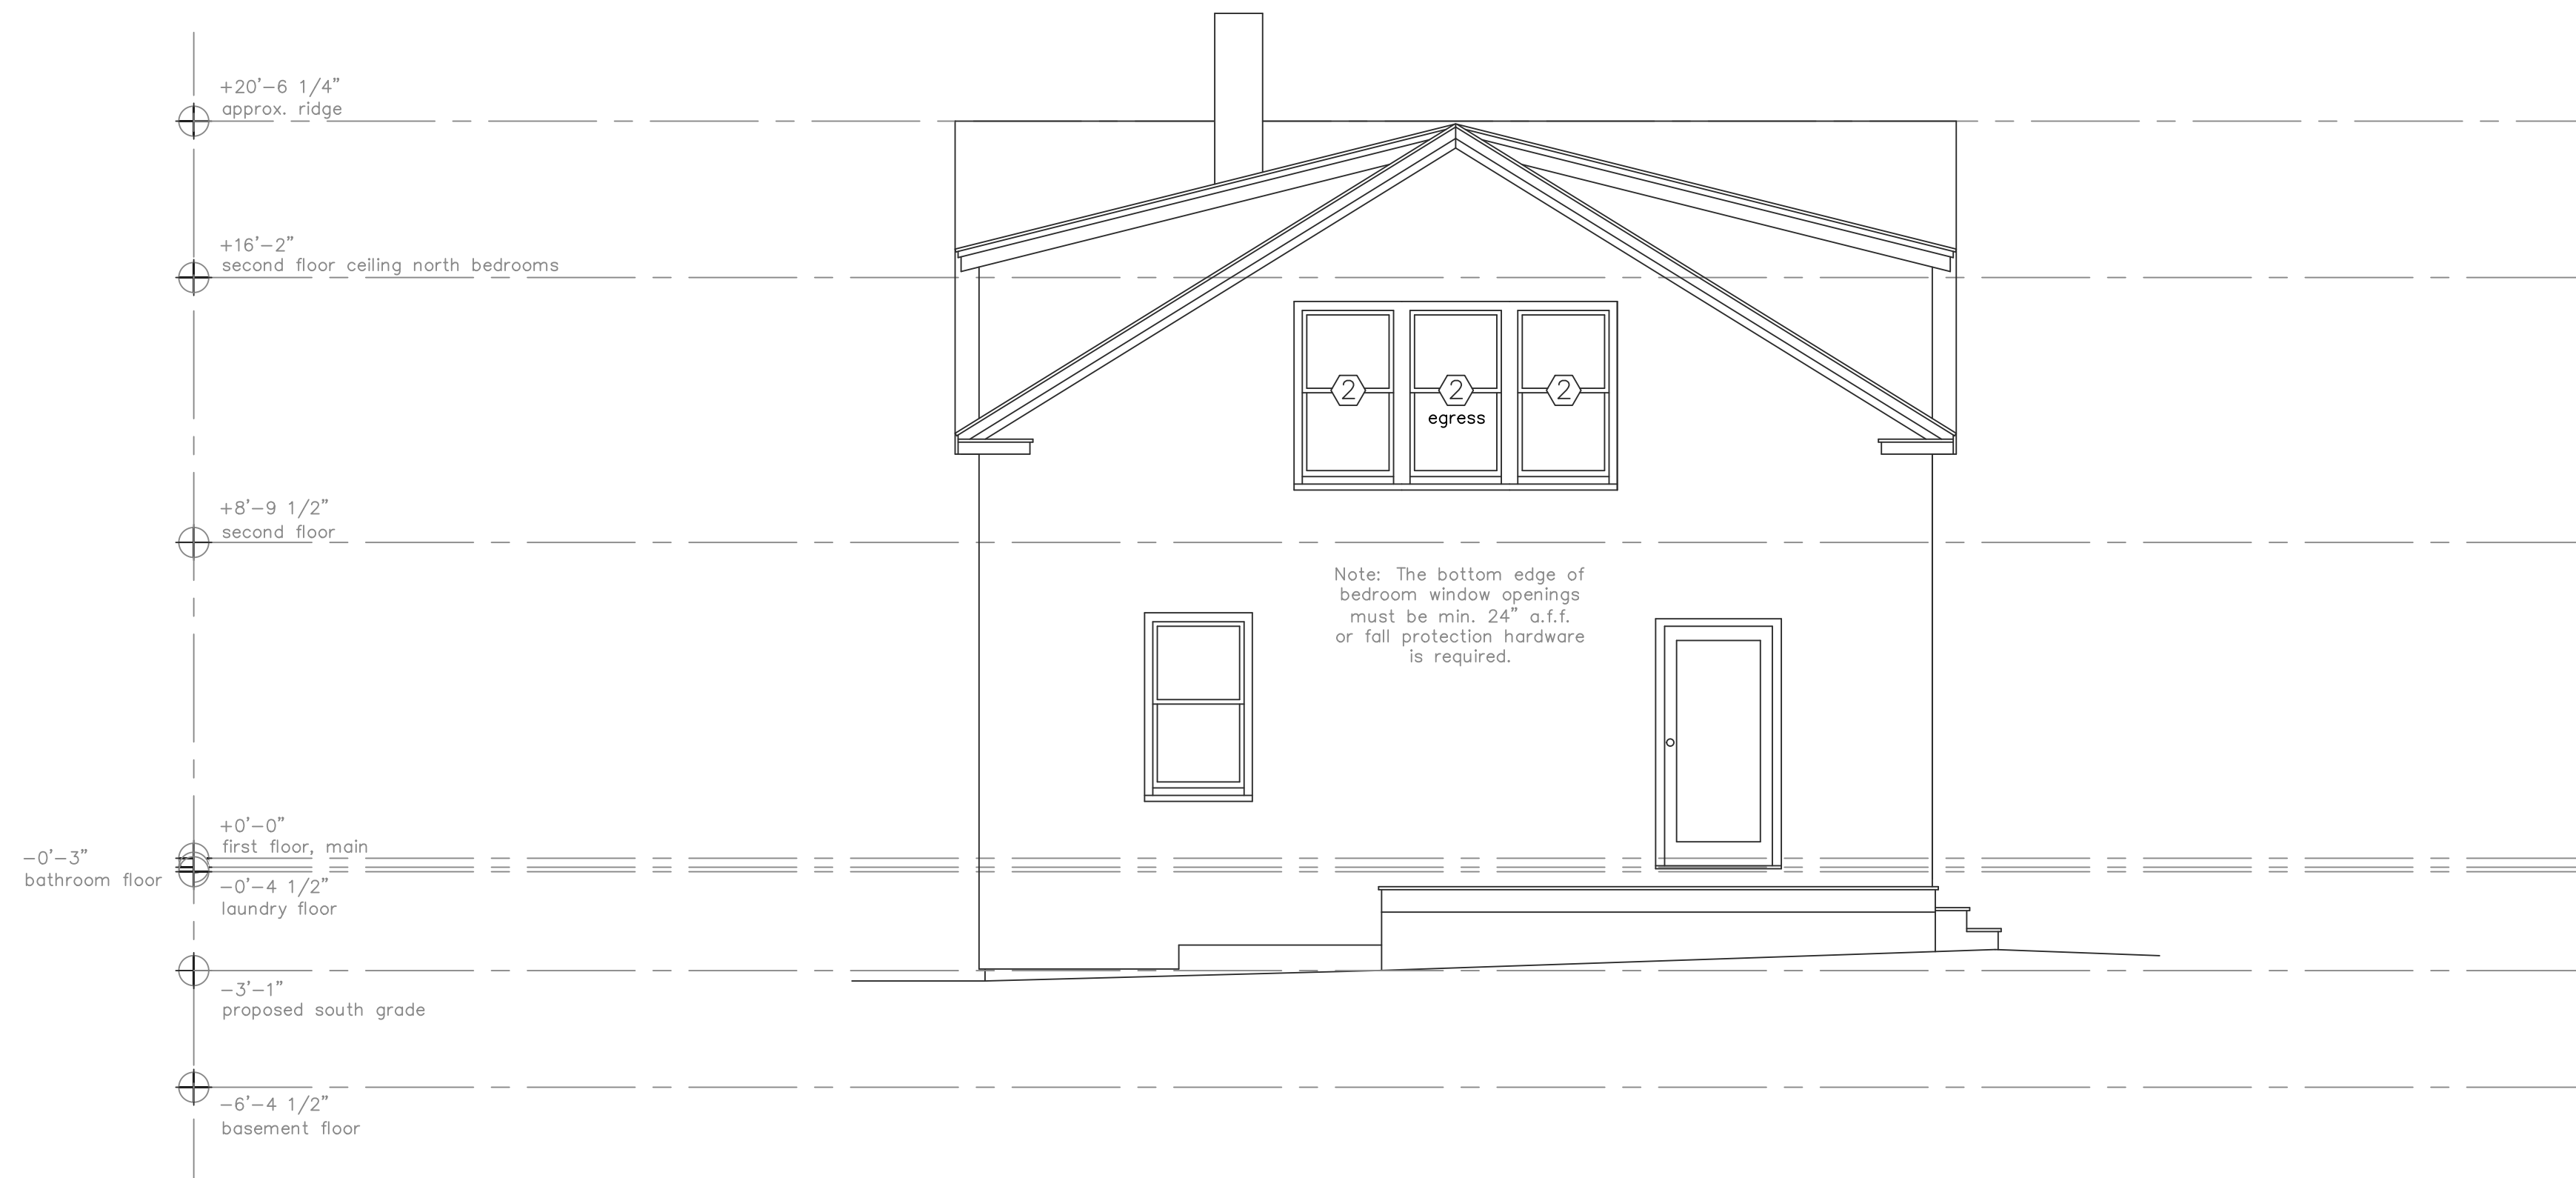 +20'-6 1/4"
approx. ridge
+16'-2"
second floor ceiling north bedrooms
2 2 2
egress
+8'-9 1/2"
second floor
Note: The bottom edge of
bedroom window openings
must be min. 24" a.f.f.
or fall protection hardware
is required.
+0'-0"
first floor, main
-0'-3"
bathroom floor
-0'-4 1/2"
laundry floor
-3'-1"
proposed south grade
-6'-4 1/2"
basement floor